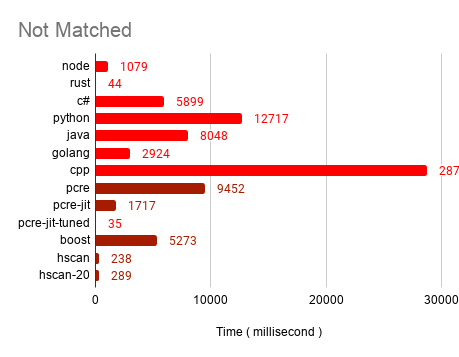 Not Matched
node 1079
rust 44
c# 5899
python 12717
java 8048
golang 2924
cpp 287
pcre 9452
pcre-jit 1717
pcre-jit-tuned 35
boost 5273
hscan 238
hscan-20 289
0 10000 20000 30000
Time ( millisecond )